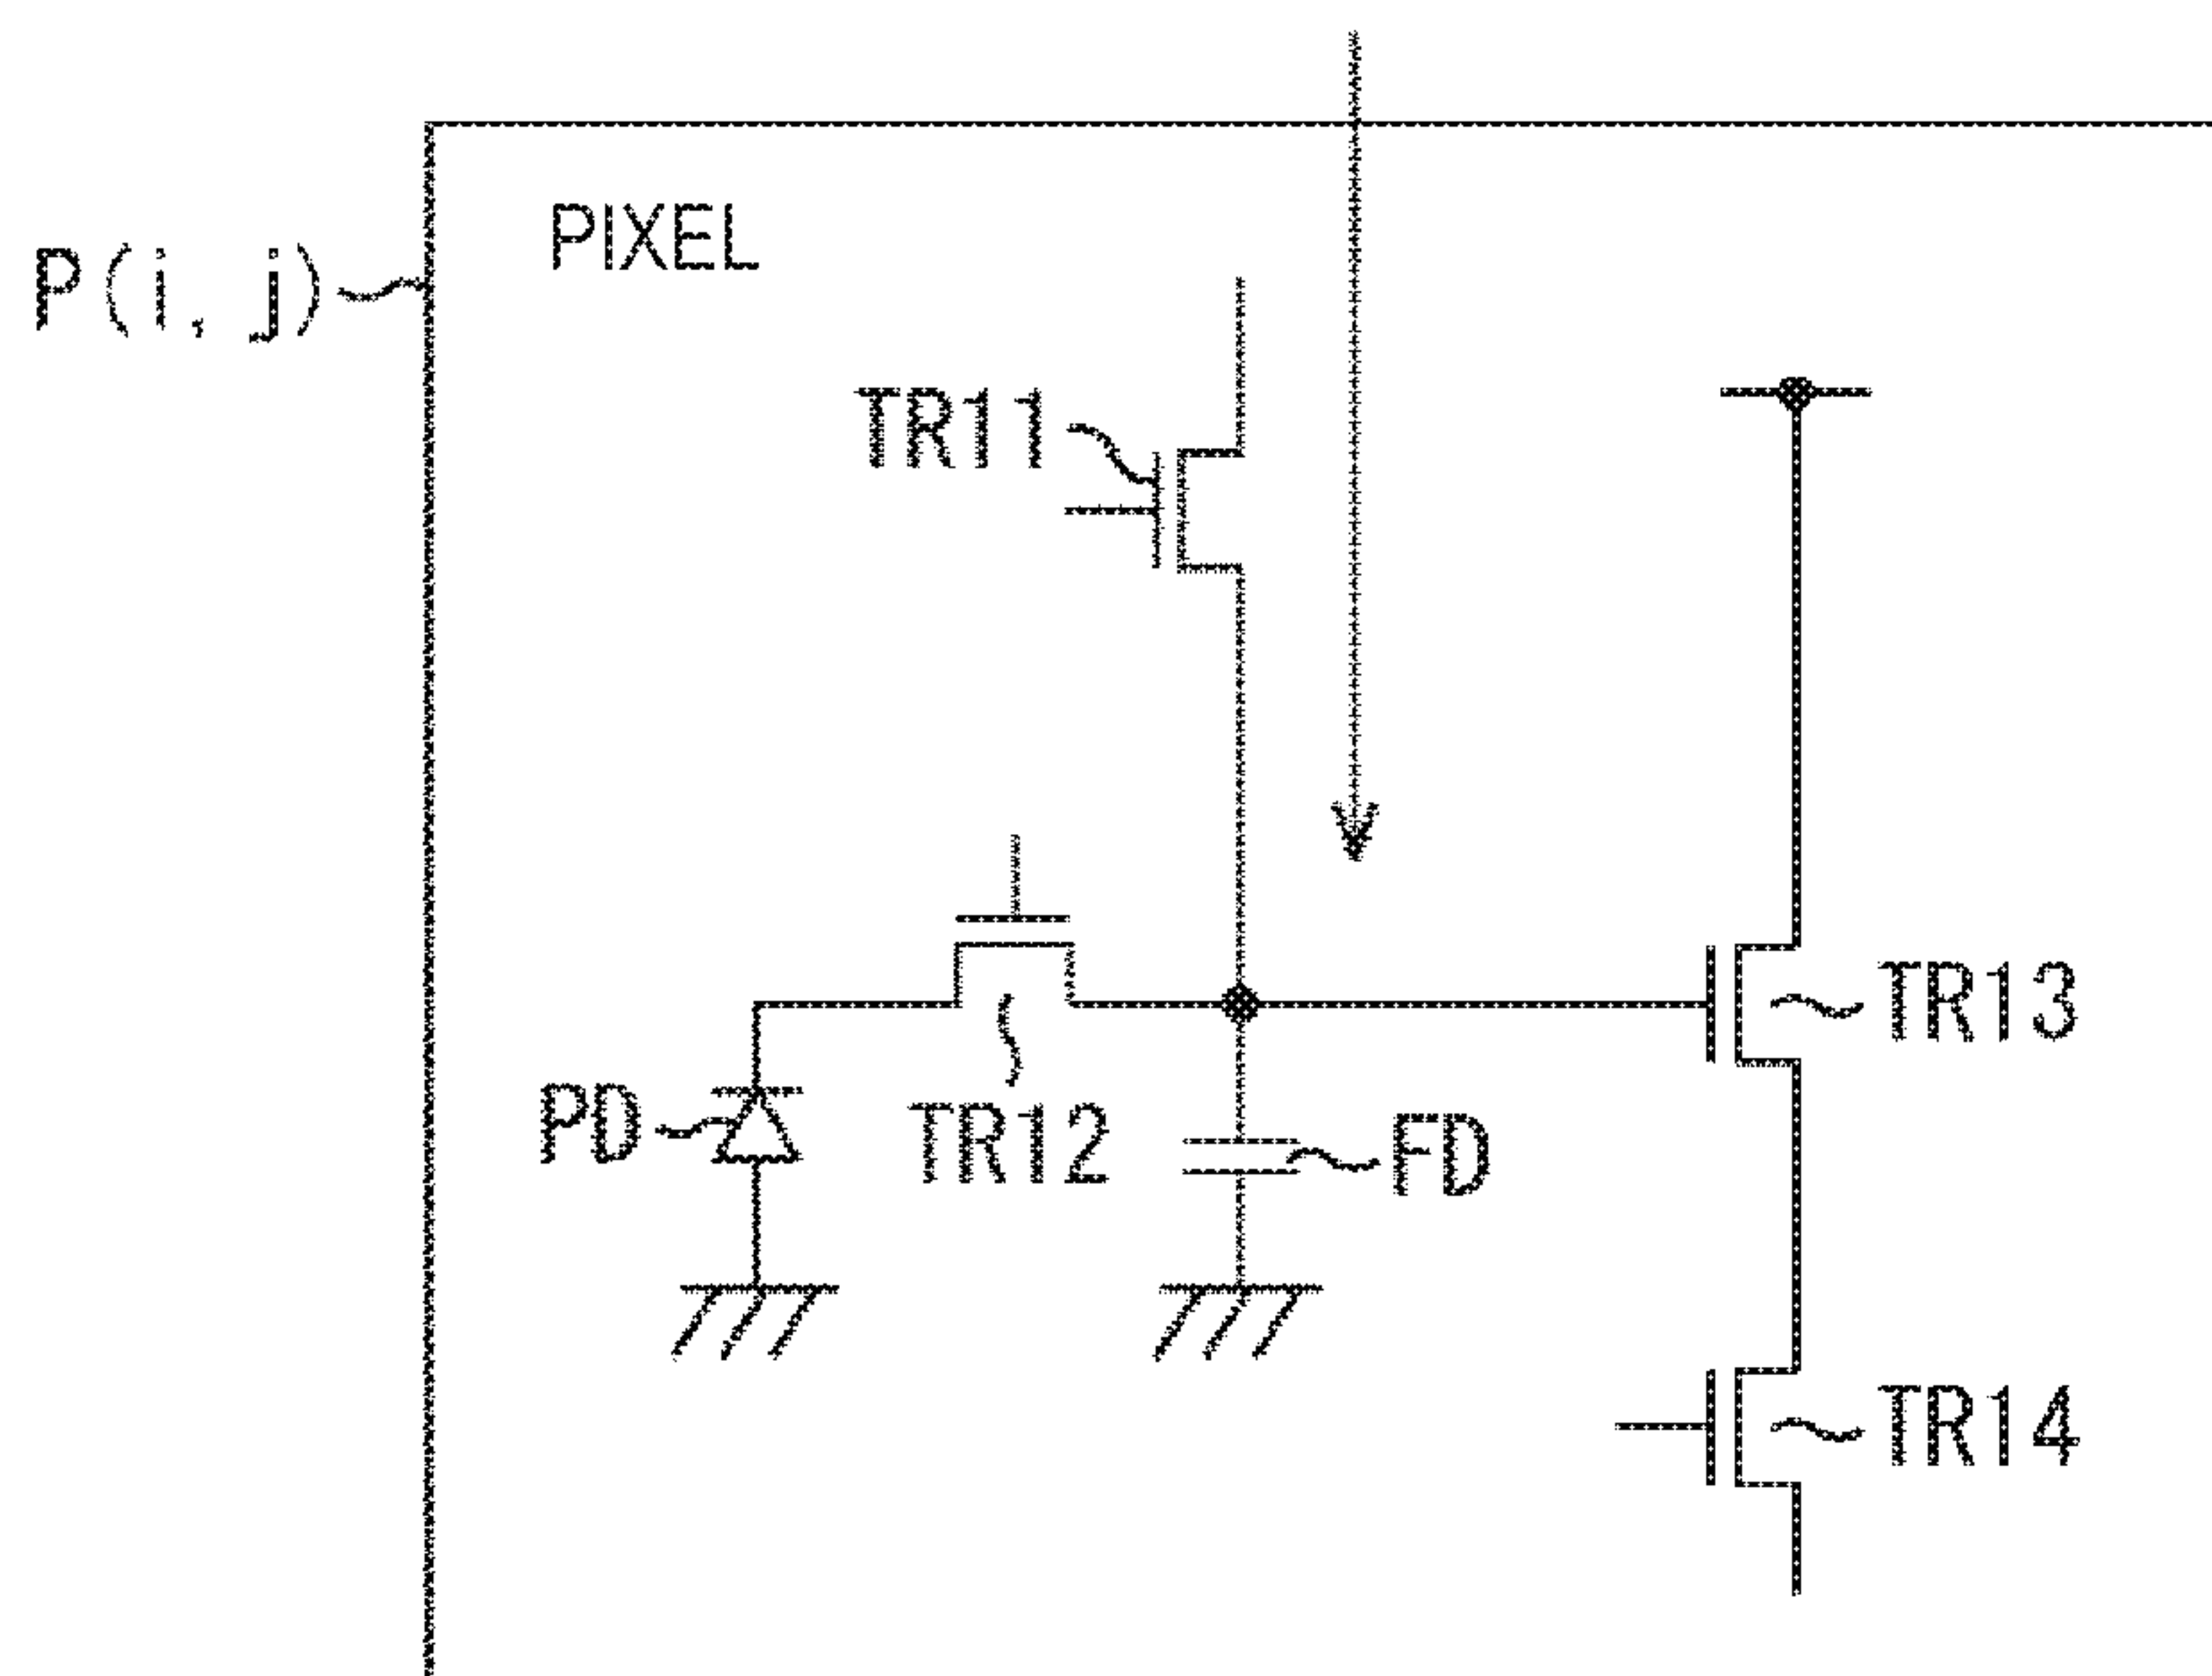 PIXEL
P(i, j)
TR11
TR13
PD
TR12
FD
TR14